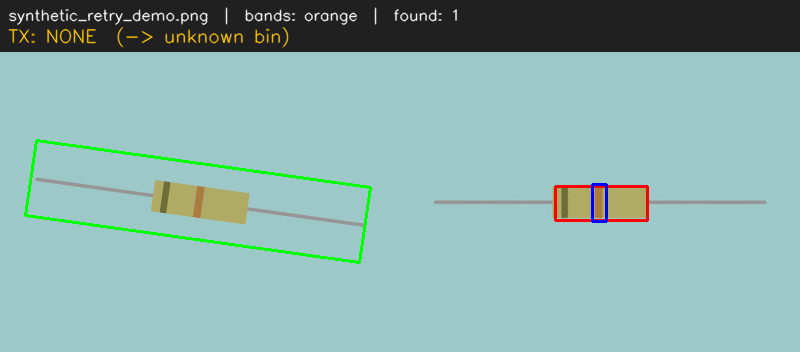 synthetic_retry_demo.png | bands: orange | found: 1
TX: NONE (-> unknown bin)